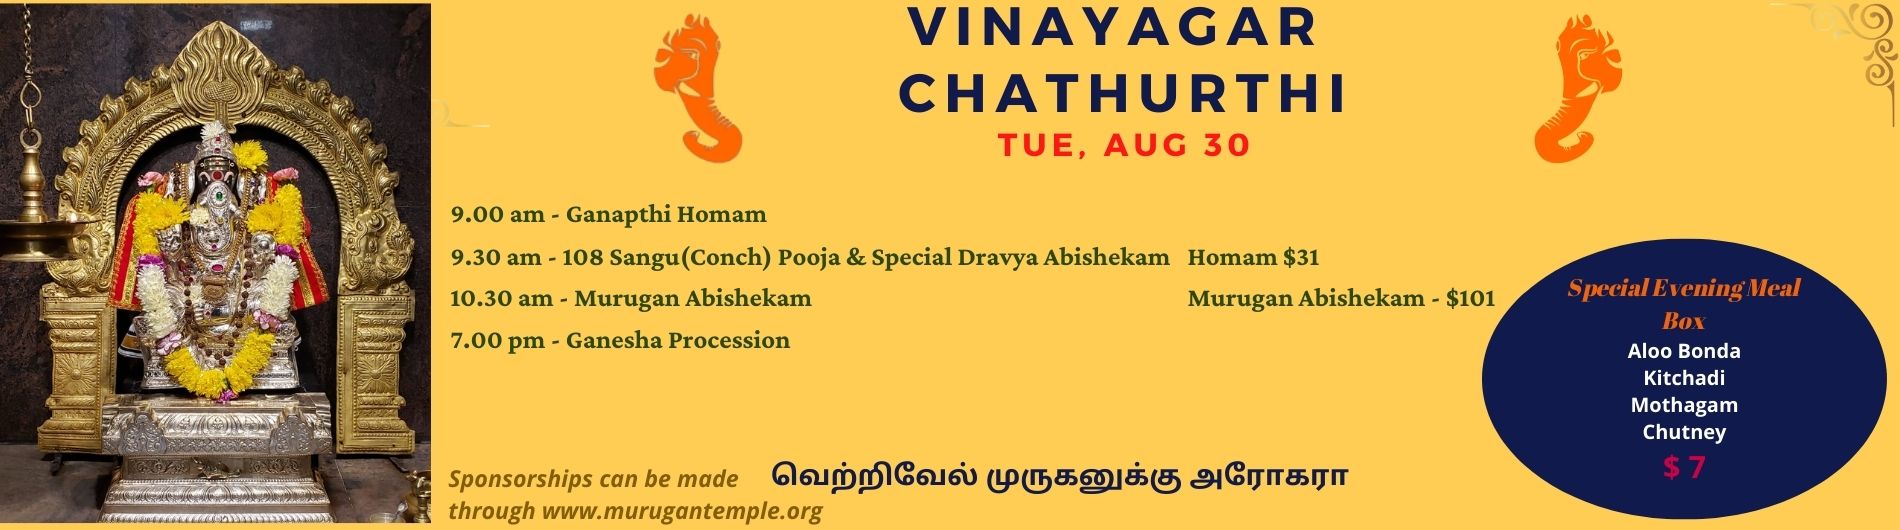 VINAYAGAR
CHATHURTHI
TUE, AUG 30
9.00 am - Ganapthi Homam
9.30 am - 108 Sangu(Conch) Pooja & Special Dravya Abishekam
10.30 am - Murugan Abishekam
7.00 pm - Ganesha Procession
Homam $31
Murugan Abishekam - $101
Special Evening Meal
Box
Aloo Bonda
Kitchadi
Mothagam
Chutney
$ 7
Sponsorships can be made
through www.murugantemple.org
வெற்றிவேல் முருகனுக்கு அரோகரா